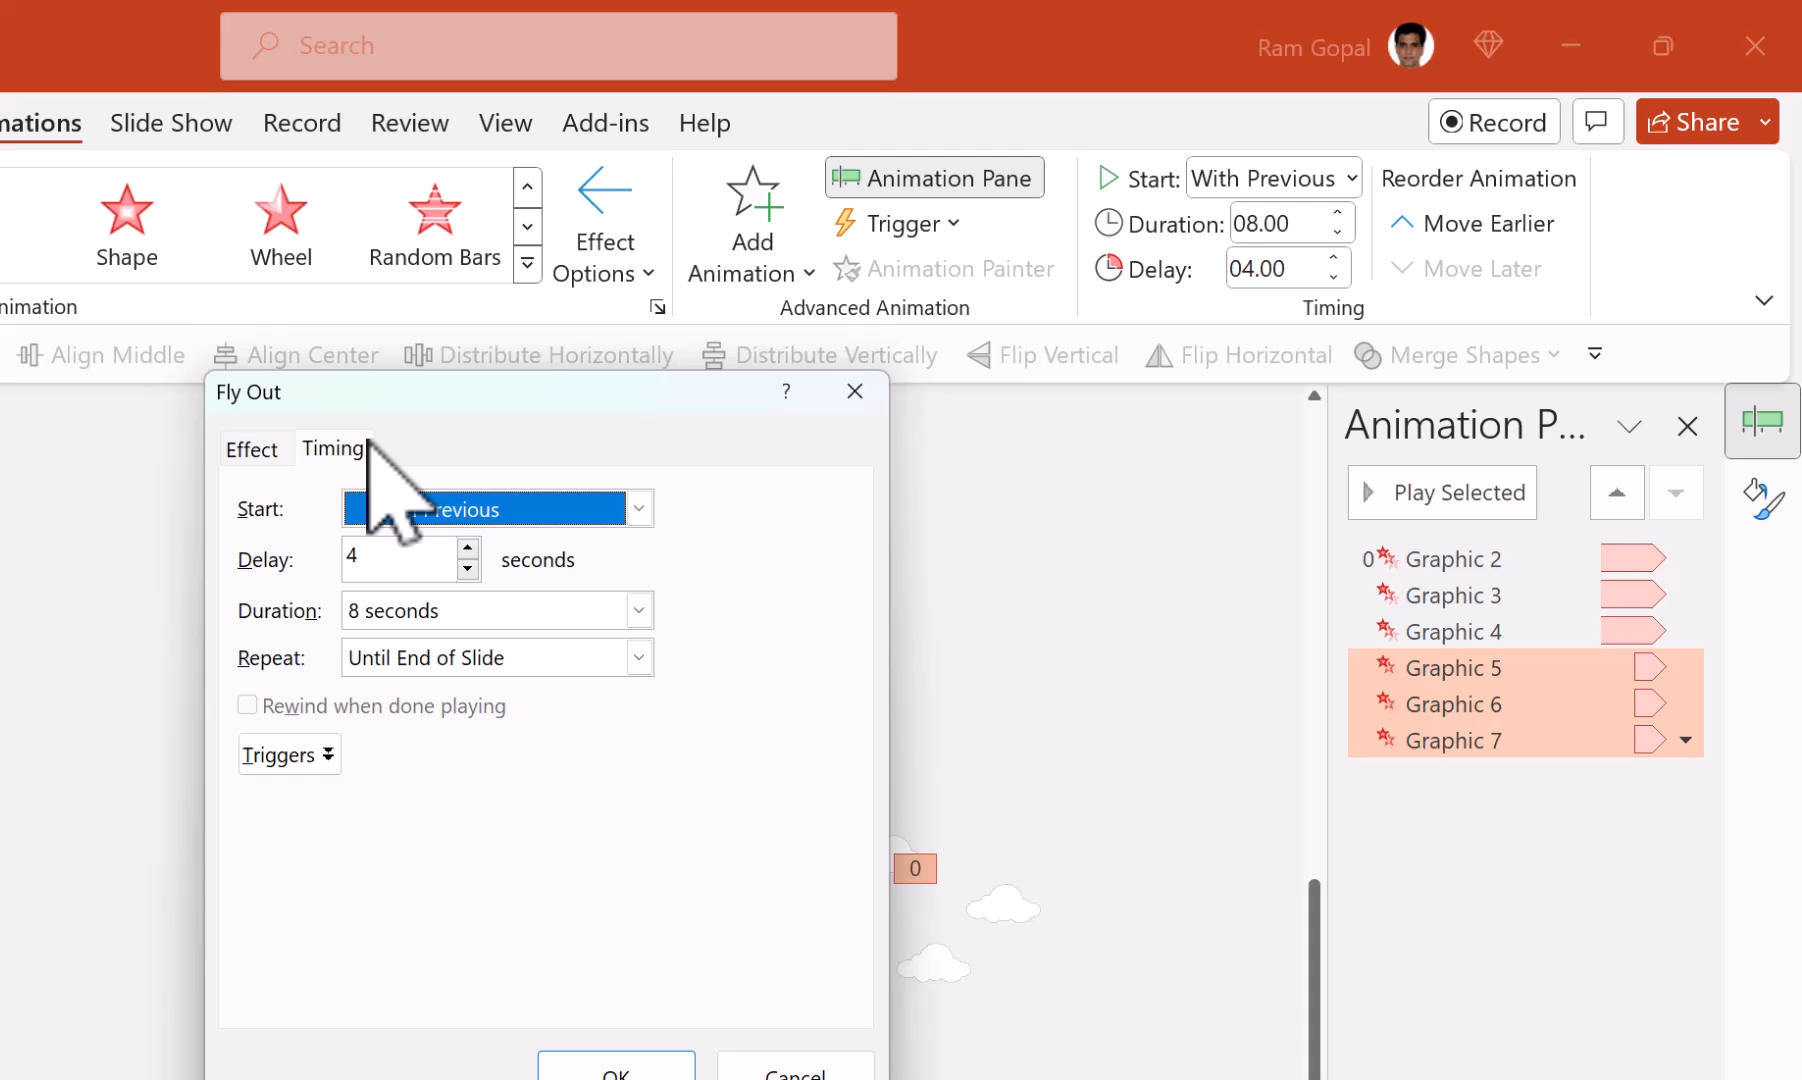 Search
Ram Gopal
mations Slide Show Record Review View Add-ins Help
Record
Share
Shape
Wheel
Random Bars
Effect
Options
Add
Animation
Animation Pane
Trigger
Animation Painter
Start: With Previous
Duration: 08.00
Delay: 04.00
Reorder Animation
Move Earlier
Move Later
nimation
Advanced Animation
Timing
Align Middle Align Center Distribute Horizontally Distribute Vertically Flip Vertical Flip Horizontal Merge Shapes
Fly Out ?
Effect Timing
Start: revious
Delay: 4 seconds
Duration: 8 seconds
Repeat: Until End of Slide
Rewind when done playing
Triggers
OK Cancel
0
Animation P...
Play Selected
0 Graphic 2
Graphic 3
Graphic 4
Graphic 5
Graphic 6
Graphic 7